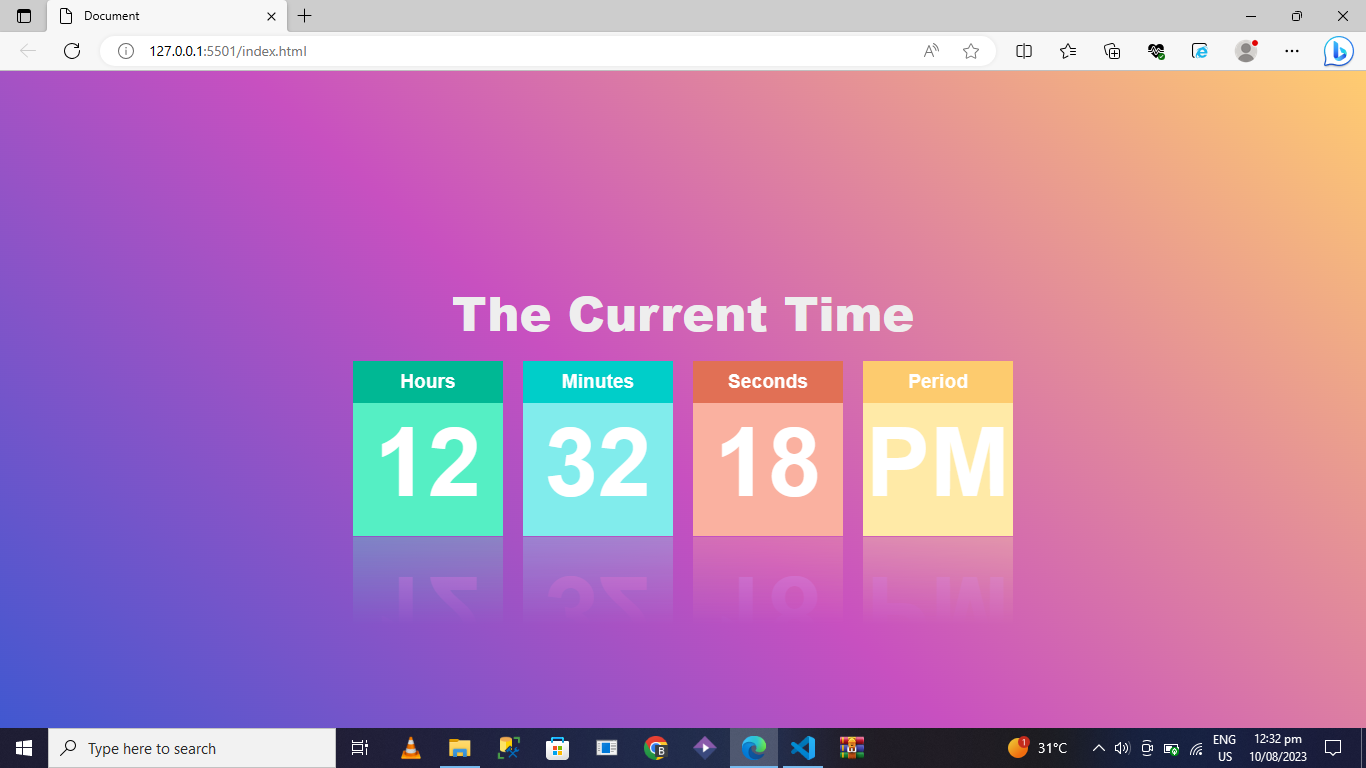 Document
127.0.0.1:5501/index.html
The Current Time
Hours Minutes Seconds Period
12 32 18 PM
Type here to search
1 31°C
ENG
US
12:32 pm
10/08/2023